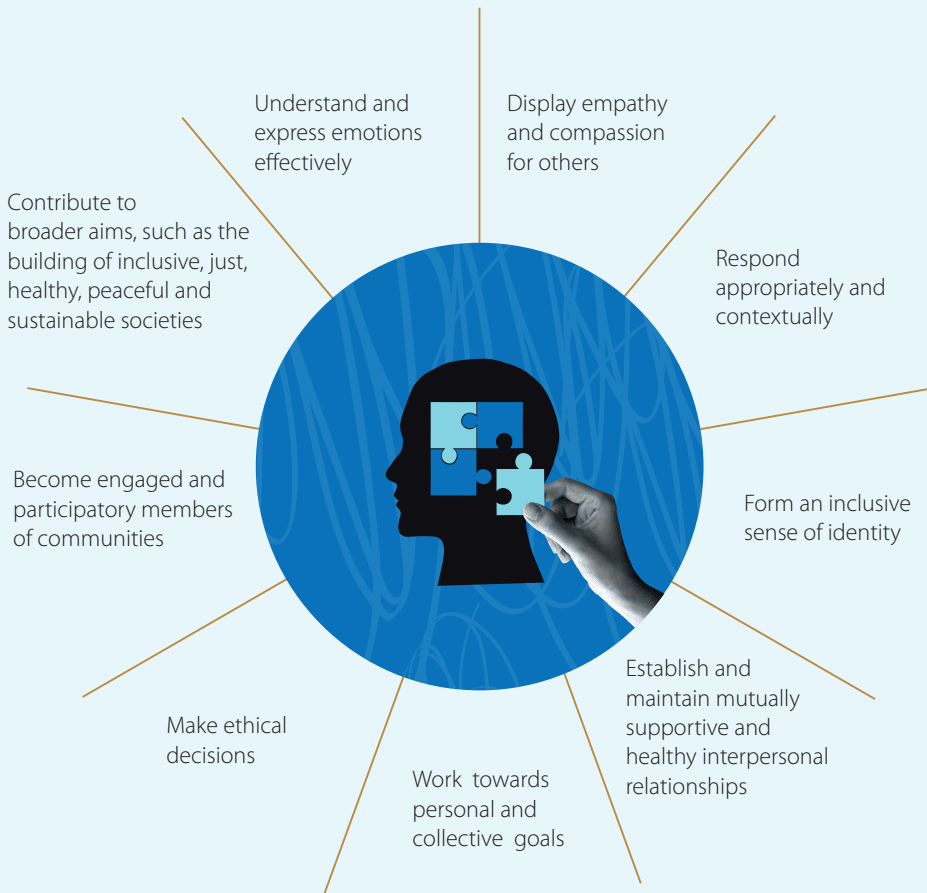 Understand and
express emotions
effectively
Display empathy
and compassion
for others
Respond
appropriately and
contextually
Form an inclusive
sense of identity
Establish and
maintain mutually
supportive and
healthy interpersonal
relationships
Work towards
personal and
collective goals
Make ethical
decisions
Become engaged and
participatory members
of communities
Contribute to
broader aims, such as the
building of inclusive, just,
healthy, peaceful and
sustainable societies